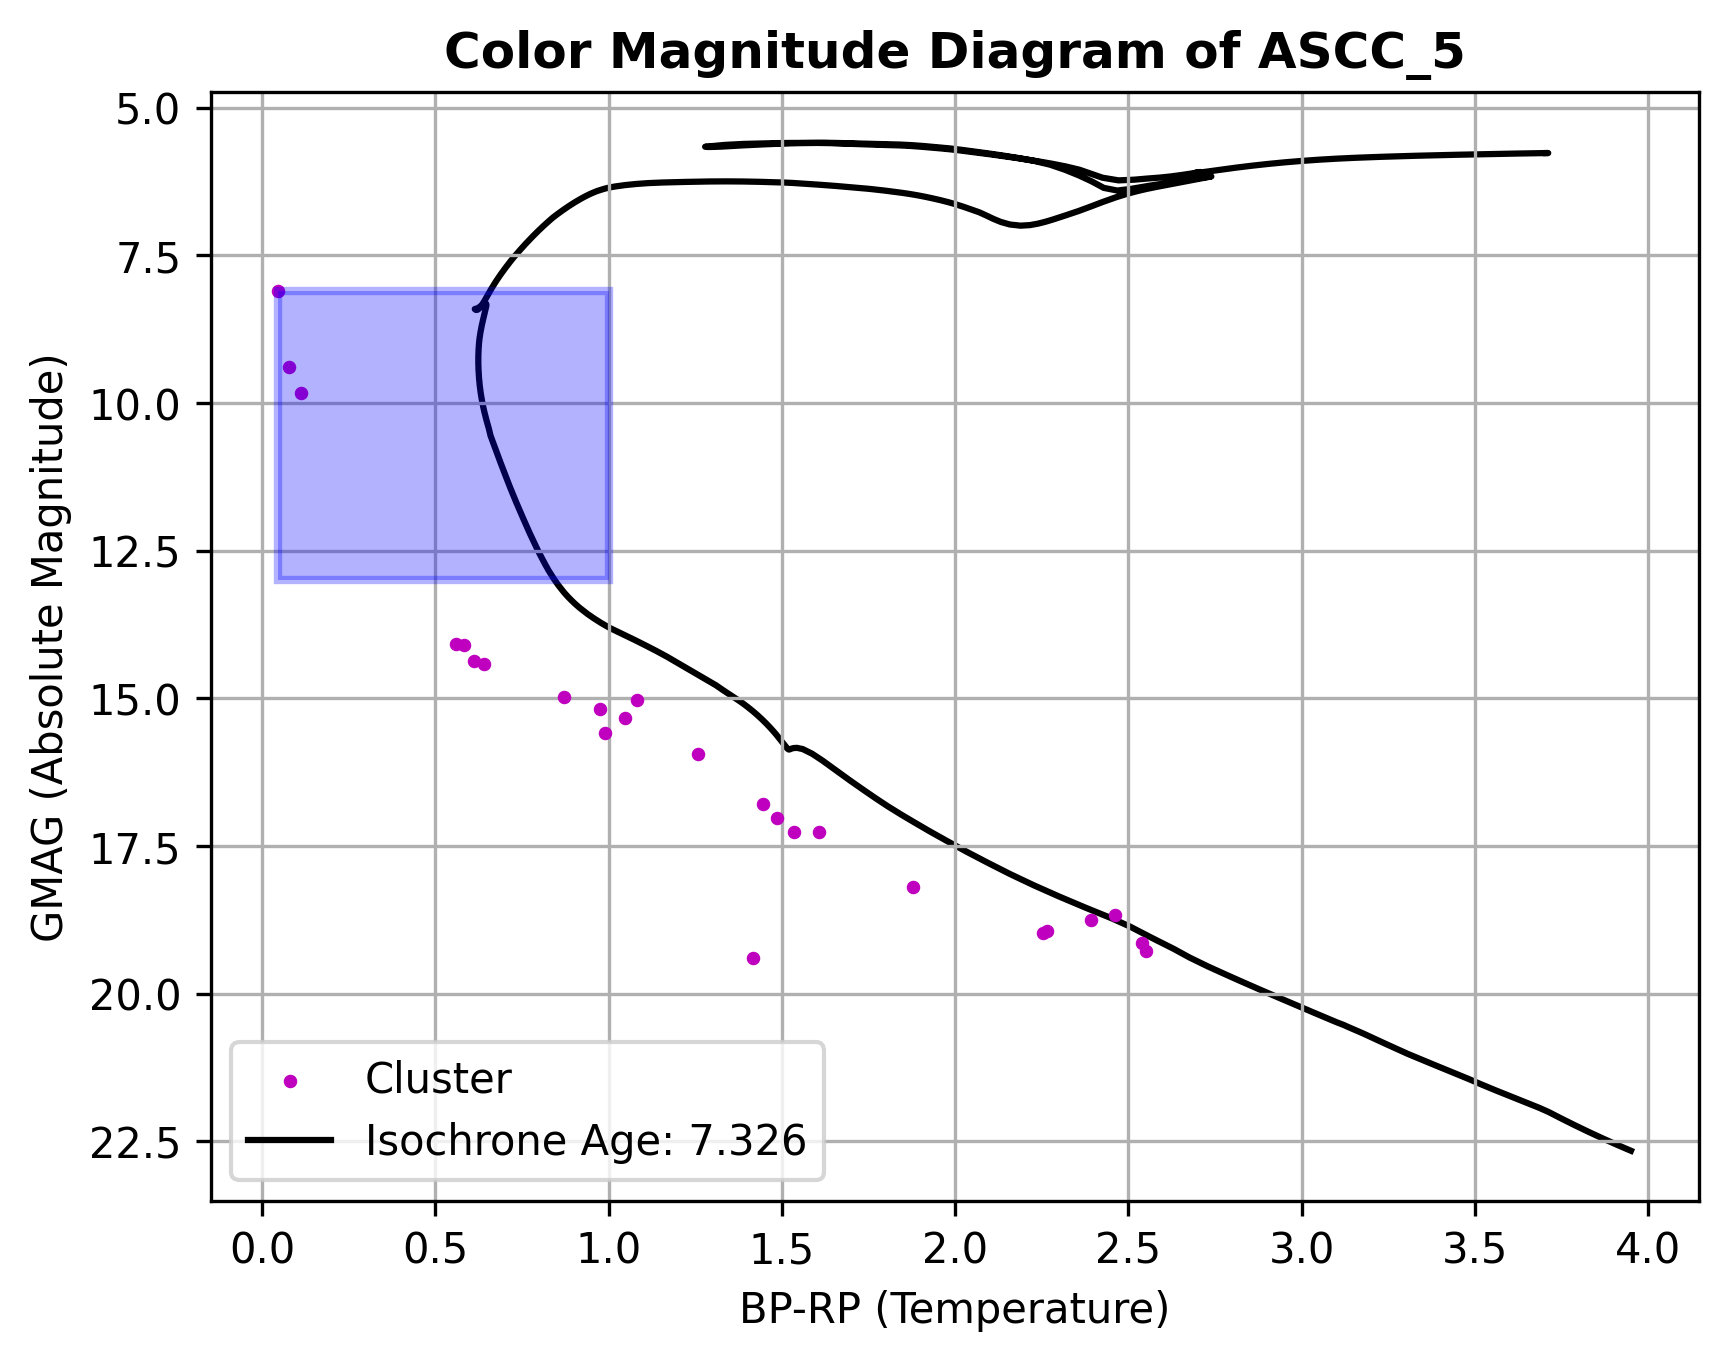 Color Magnitude Diagram of ASCC_5
GMAG (Absolute Magnitude)
5.0
7.5
10.0
12.5
15.0
17.5
20.0
22.5
Cluster
Isochrone Age: 7.326
0.0 0.5 1.0 1.5 2.0 2.5 3.0 3.5 4.0
BP-RP (Temperature)